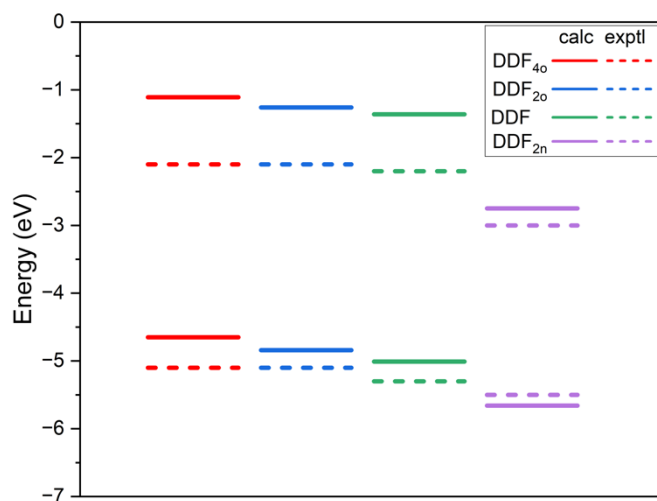 calc exptl
DDF4o
DDF2o
DDF
DDF2n
0
−1
−2
−3
−4
−5
−6
−7
Energy (eV)